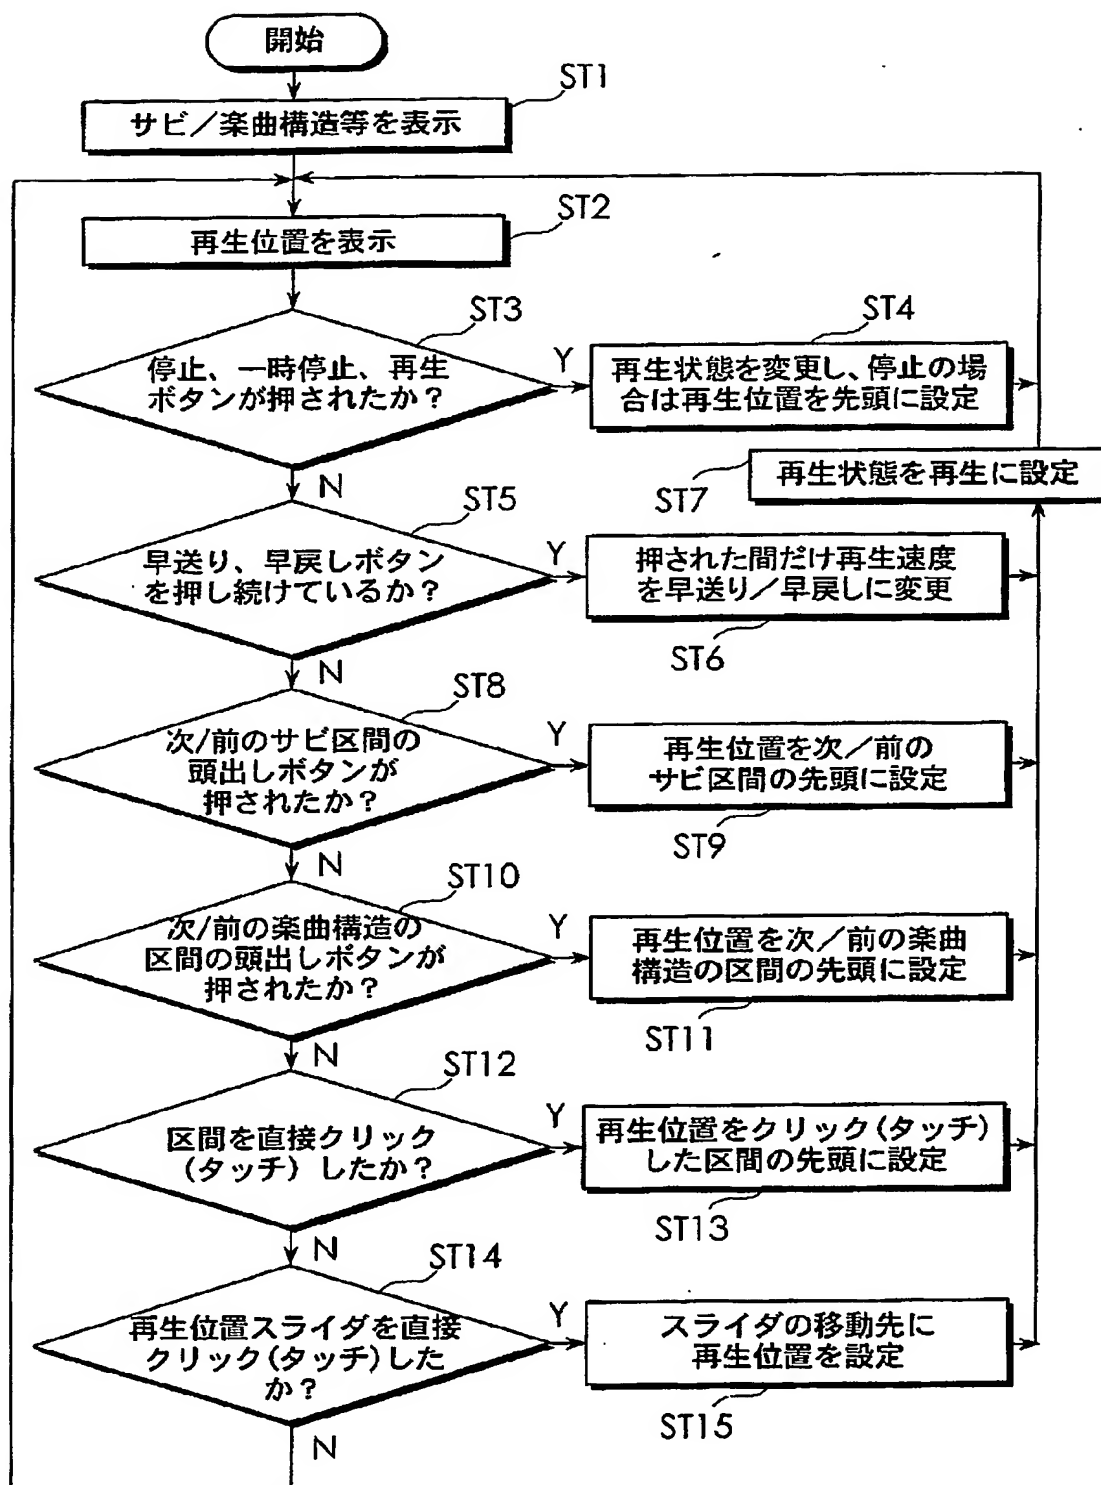 開始
ST1
サビ／楽曲構造等を表示
ST2
再生位置を表示
ST3
停止、一時停止、再生
ボタンが押されたか？
Y
ST4
再生状態を変更し、停止の場
合は再生位置を先頭に設定
N
ST7
再生状態を再生に設定
ST5
早送り、早戻しボタン
を押し続けているか？
Y
押された間だけ再生速度
を早送り／早戻しに変更
ST6
N
ST8
次/前のサビ区間の
頭出しボタンが
押されたか？
Y
再生位置を次／前の
サビ区間の先頭に設定
ST9
N
ST10
次/前の楽曲構造の
区間の頭出しボタンが
押されたか？
Y
再生位置を次／前の楽曲
構造の区間の先頭に設定
ST11
N
ST12
区間を直接クリック
（タッチ）したか？
Y
再生位置をクリック（タッチ）
した区間の先頭に設定
ST13
N
ST14
再生位置スライダを直接
クリック（タッチ）した
か？
Y
スライダの移動先に
再生位置を設定
ST15
N